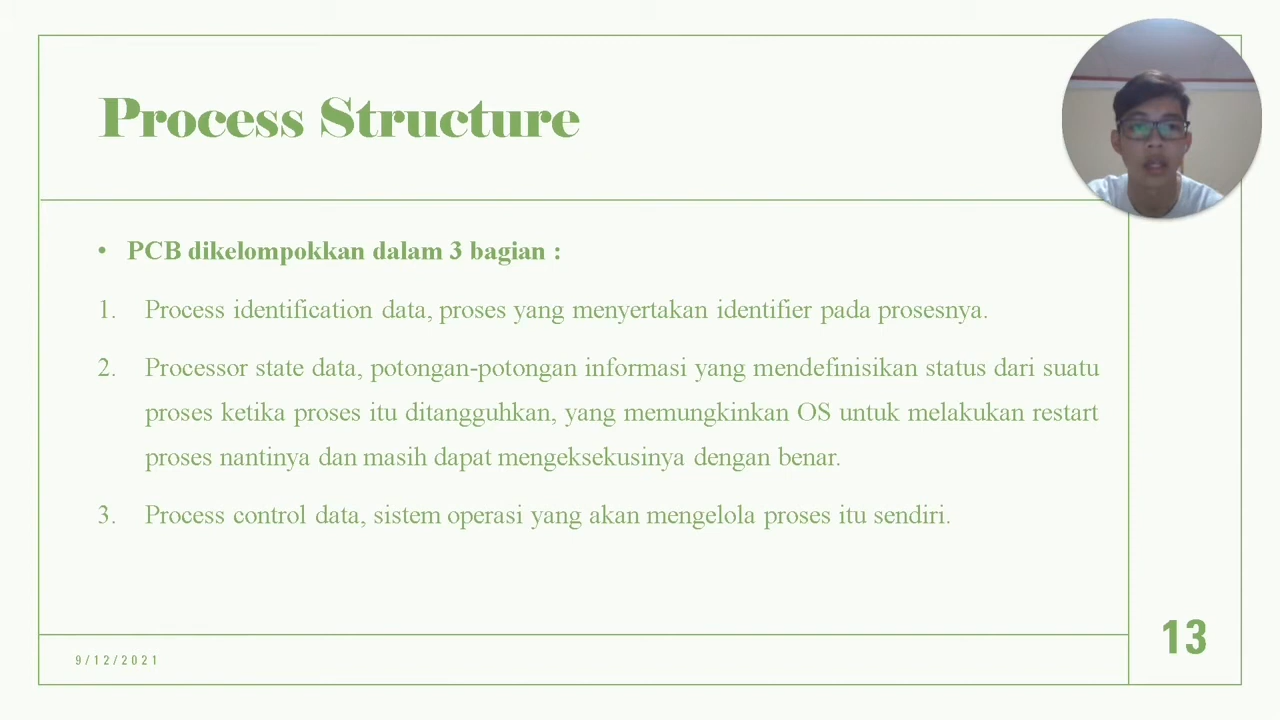 Process Structure
• PCB dikelompokkan dalam 3 bagian :
1. Process identification data, proses yang menyertakan identifier pada prosesnya.
2. Processor state data, potongan-potongan informasi yang mendefinisikan status dari suatu
proses ketika proses itu ditangguhkan, yang memungkinkan OS untuk melakukan restart
proses nantinya dan masih dapat mengeksekusinya dengan benar.
3. Process control data, sistem operasi yang akan mengelola proses itu sendiri.
9/12/2021
13